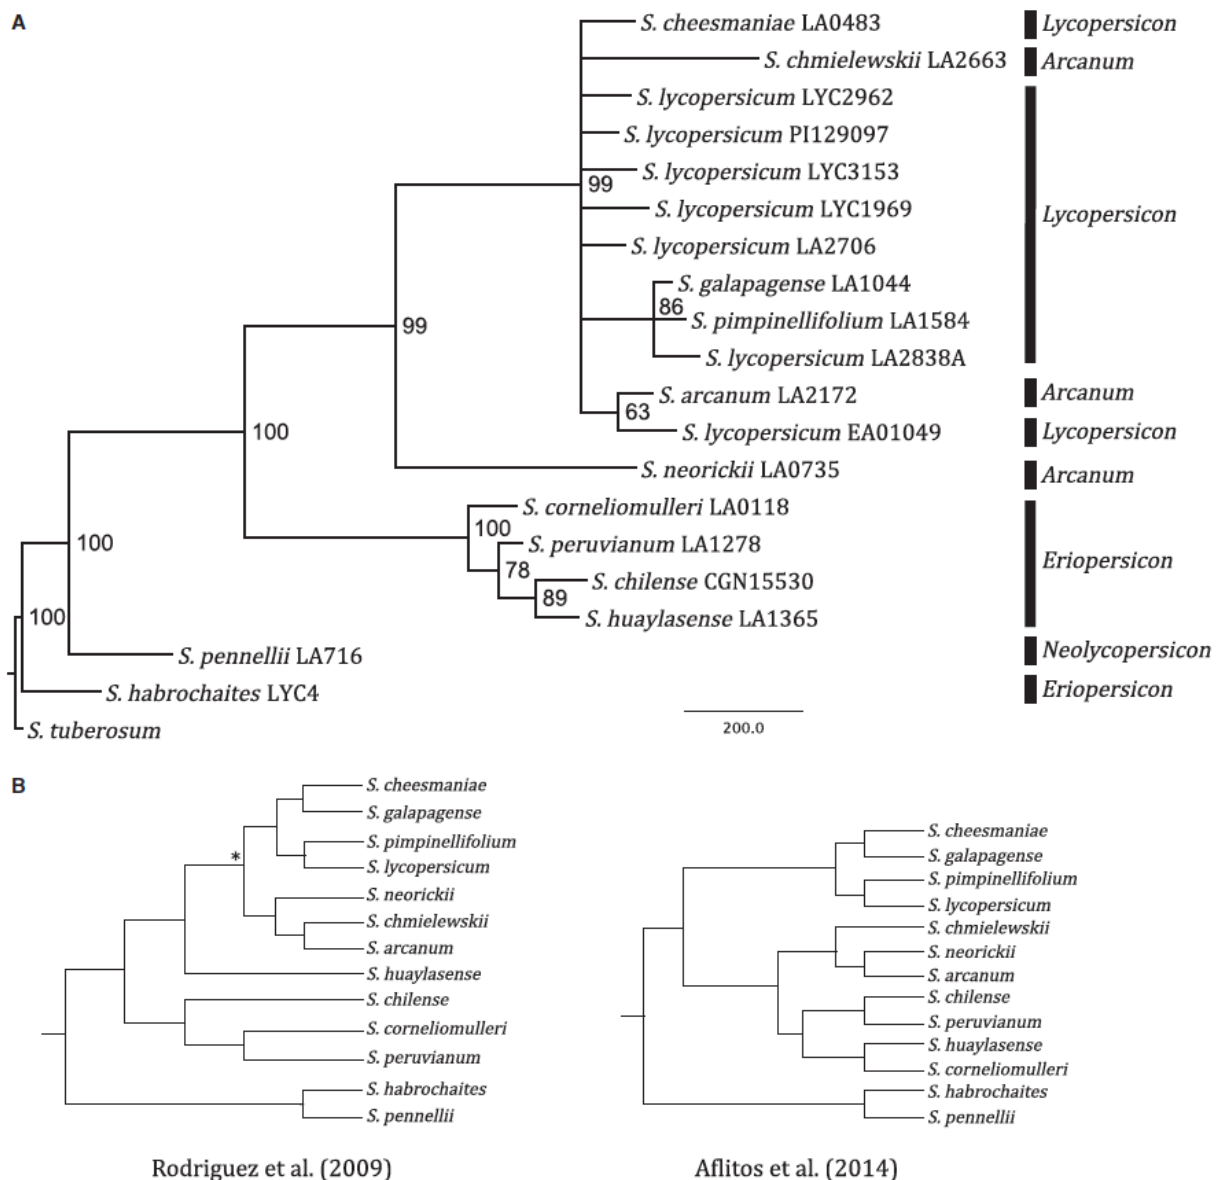 A
S. cheesmaniae LA0483
Lycopersicon
S. chmielewskii LA2663
Arcanum
S. lycopersicum LYC2962
S. lycopersicum PI129097
S. lycopersicum LYC3153
99
S. lycopersicum LYC1969
Lycopersicon
S. lycopersicum LA2706
S. galapagense LA1044
86
S. pimpinellifolium LA1584
99
S. lycopersicum LA2838A
S. arcanum LA2172
Arcanum
63
S. lycopersicum EA01049
Lycopersicon
100
S. neorickii LA0735
Arcanum
S. corneliomulleri LA0118
100
S. peruvianum LA1278
100
78
Eriopersicon
S. chilense CGN15530
89
S. huaylasense LA1365
100
S. pennellii LA716
Neolycopersicon
S. habrochaites LYC4
Eriopersicon
S. tuberosum
200.0
B
S. cheesmaniae
S. galapagense
S. pimpinellifolium
*
S. lycopersicum
S. neorickii
S. chmielewskii
S. arcanum
S. huaylasense
S. chilense
S. corneliomulleri
S. peruvianum
S. habrochaites
S. pennellii
Rodriguez et al. (2009)
S. cheesmaniae
S. galapagense
S. pimpinellifolium
S. lycopersicum
S. chmielewskii
S. neorickii
S. arcanum
S. chilense
S. peruvianum
S. huaylasense
S. corneliomulleri
S. habrochaites
S. pennellii
Aflitos et al. (2014)